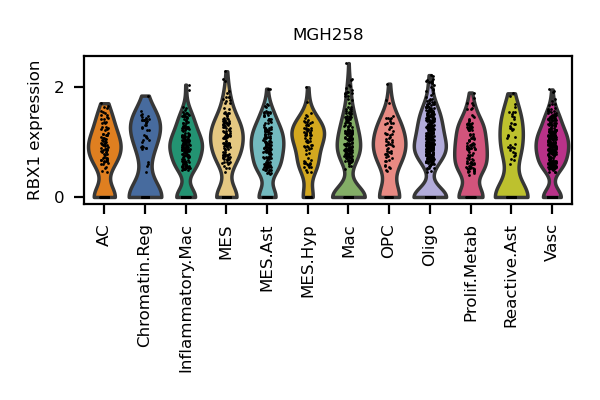 MGH258
RBX1 expression
2
0
AC
Chromatin.Reg
Inflammatory.Mac
MES
MES.Ast
MES.Hyp
Mac
OPC
Oligo
Prolif.Metab
Reactive.Ast
Vasc